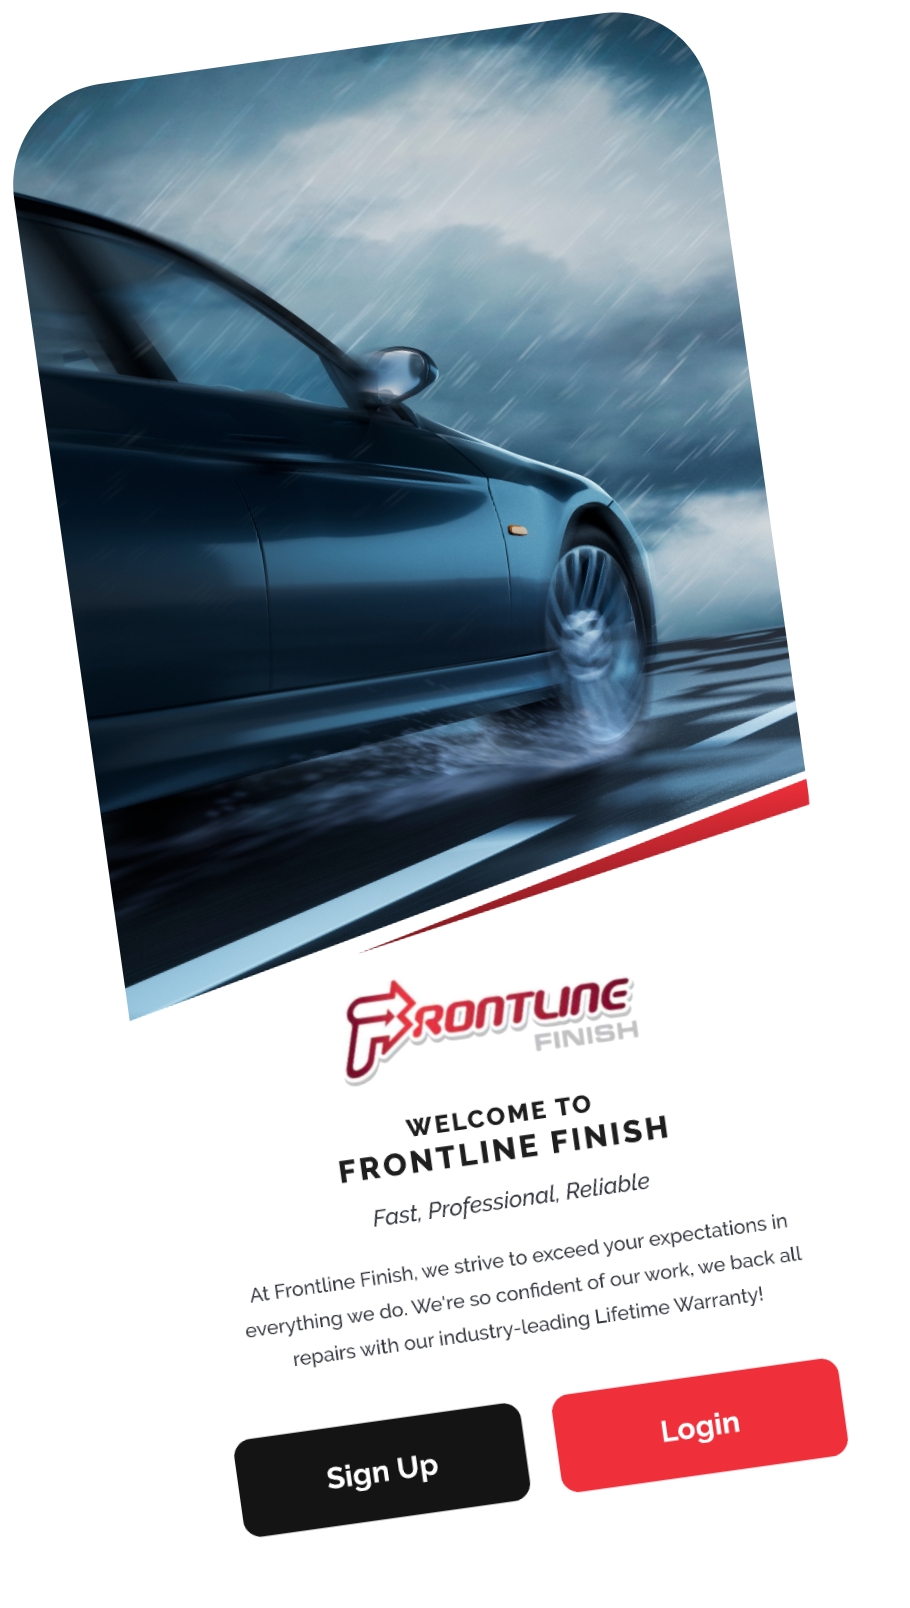 FRONTLINE
FINISH
WELCOME TO
FRONTLINE FINISH
Fast, Professional, Reliable
At Frontline Finish, we strive to exceed your expectations in
everything we do. We're so confident of our work, we back all
repairs with our industry-leading Lifetime Warranty!
Sign Up
Login